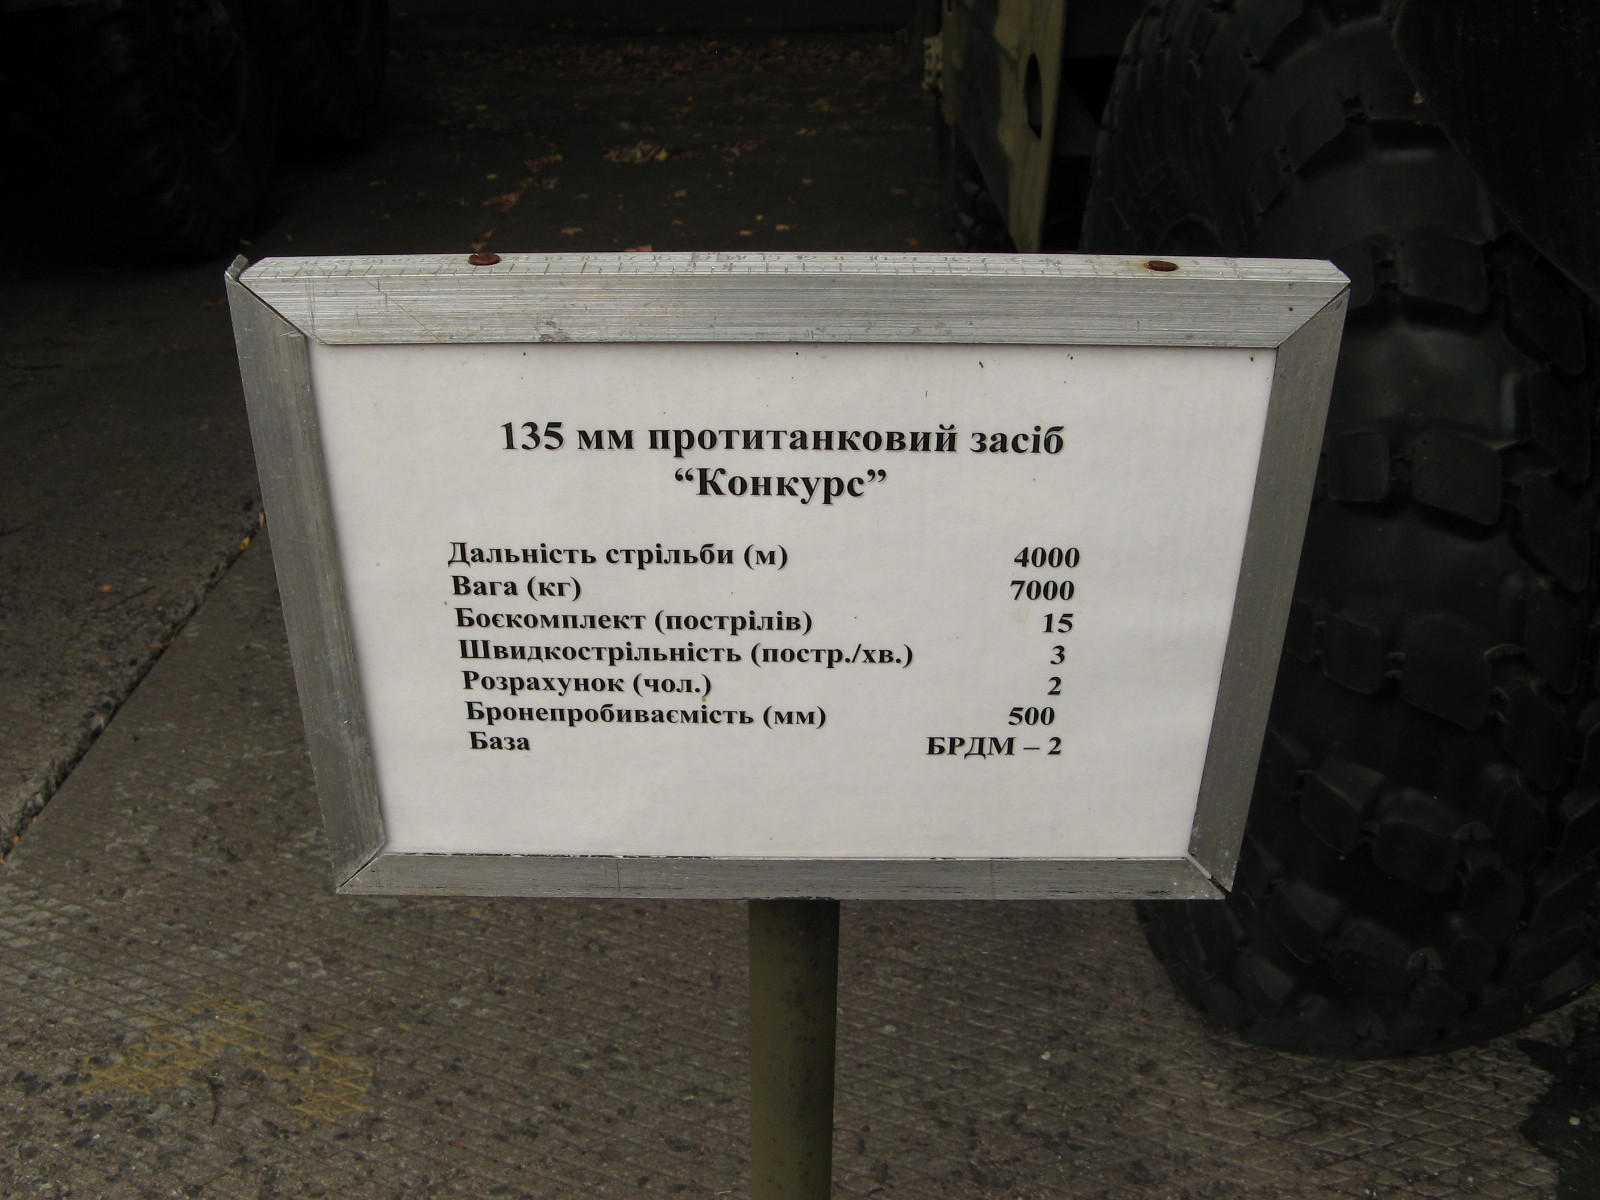 135 мм протитанковий засіб
“Конкурс”
Дальність стрільби (м) 4000
Вага (кг) 7000
Боєкомплект (пострілів) 15
Швидкострільність (постр./хв.) 3
Розрахунок (чол.) 2
Бронепробиваємість (мм) 500
База БРДМ – 2